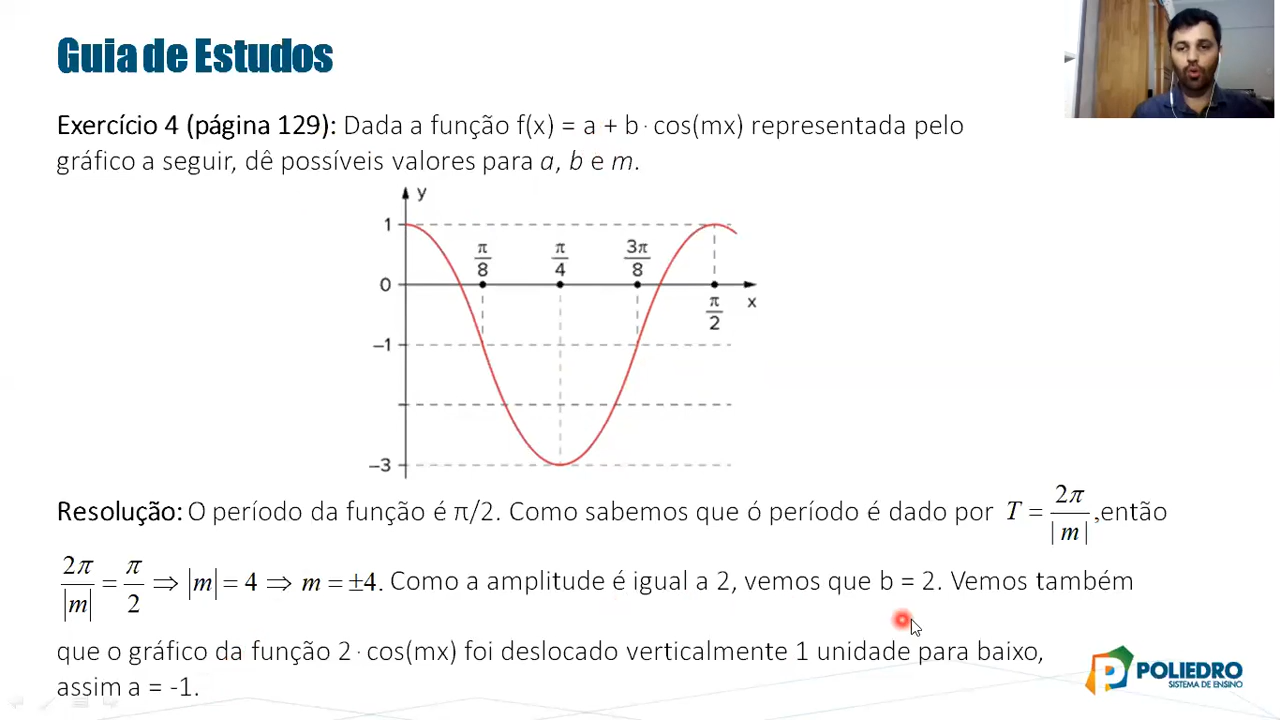 Guia de Estudos
Exercício 4 (página 129): Dada a função f(x) = a + b · cos(mx) representada pelo
gráfico a seguir, dê possíveis valores para a, b e m.
y
1
π/8 π/4 3π/8
0
π/2 x
–1
–3
Resolução: O período da função é π/2. Como sabemos que ó período é dado por T = 2π/|m| ,então
2π/|m| = π/2 ⇒ |m| = 4 ⇒ m = ±4. Como a amplitude é igual a 2, vemos que b = 2. Vemos também
que o gráfico da função 2 · cos(mx) foi deslocado verticalmente 1 unidade para baixo,
assim a = -1.
POLIEDRO
SISTEMA DE ENSINO